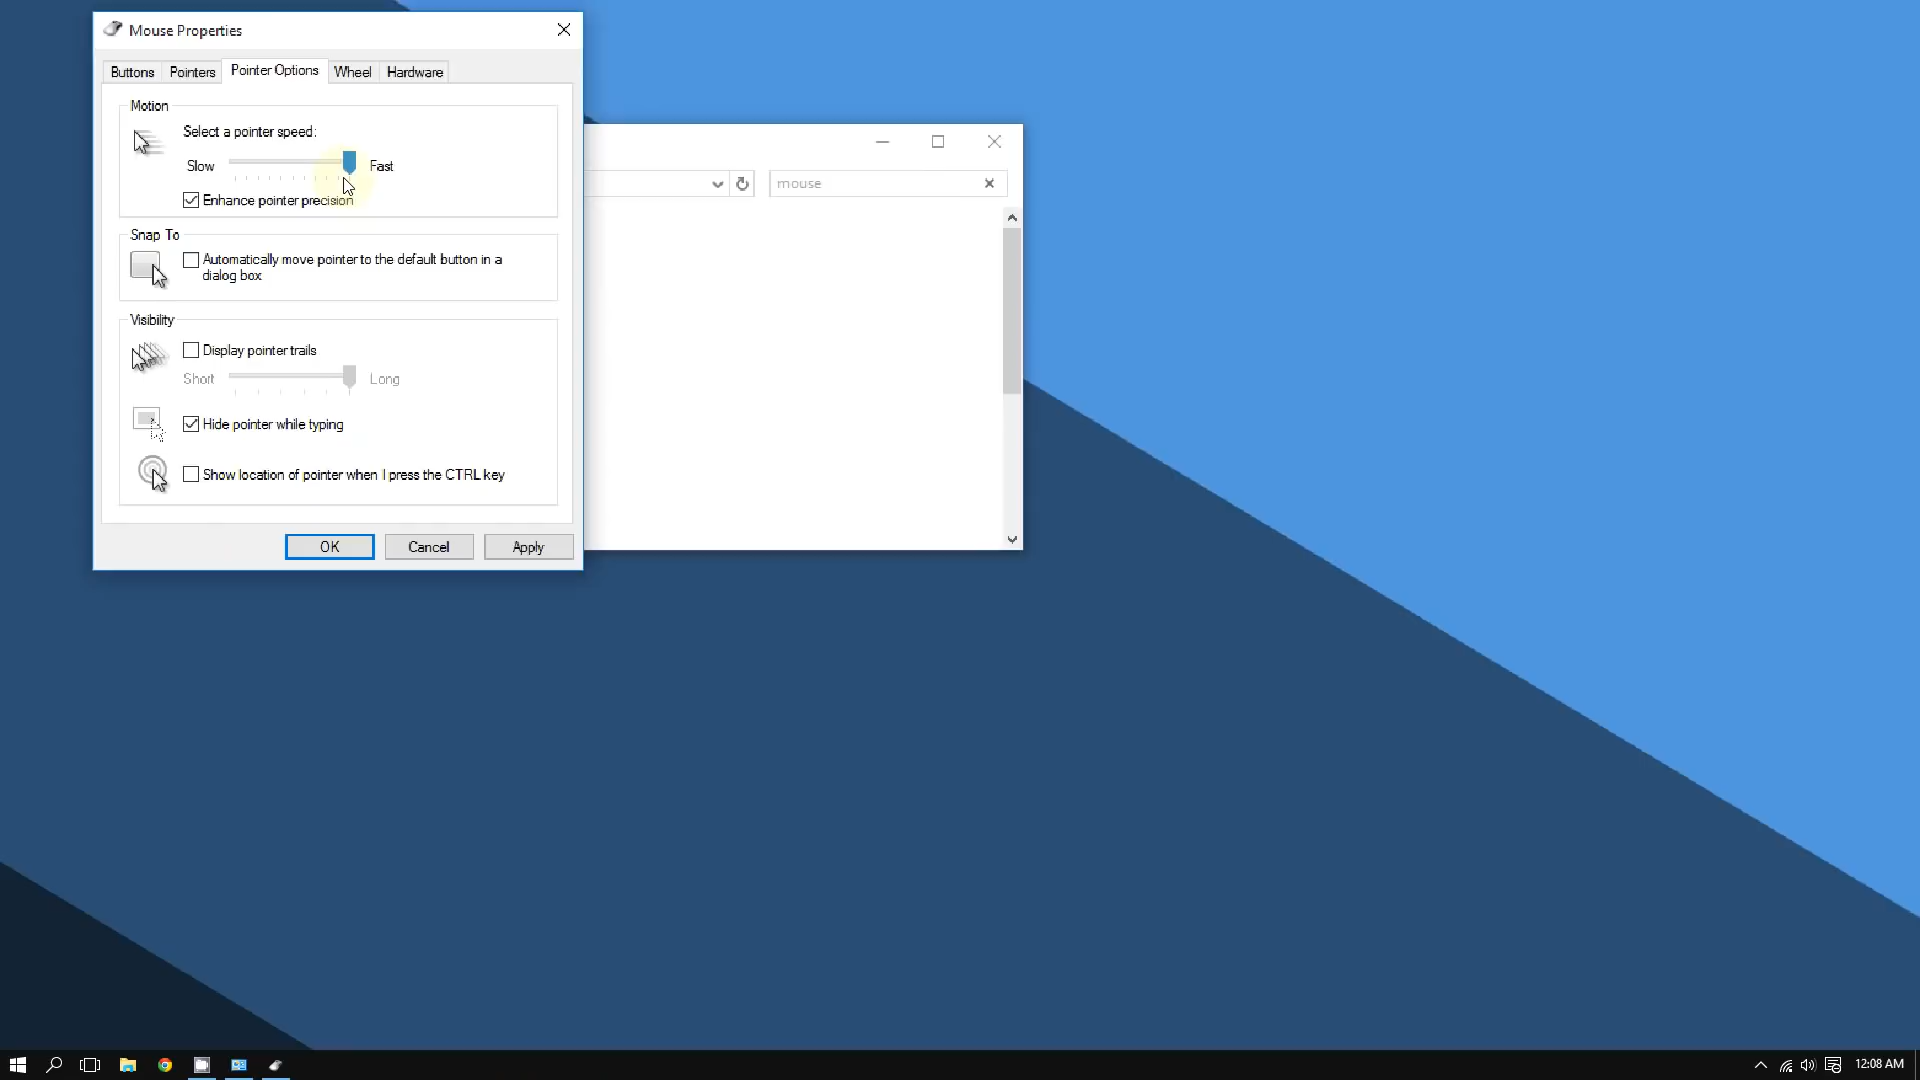 Mouse Properties
Buttons
Pointers
Pointer Options
Wheel
Hardware
Motion
Select a pointer speed:
Slow
Fast
Enhance pointer precision
Snap To
Automatically move pointer to the default button in a
dialog box
Visibility
Display pointer trails
Short
Long
Hide pointer while typing
Show location of pointer when I press the CTRL key
OK
Cancel
Apply
mouse
12:08 AM